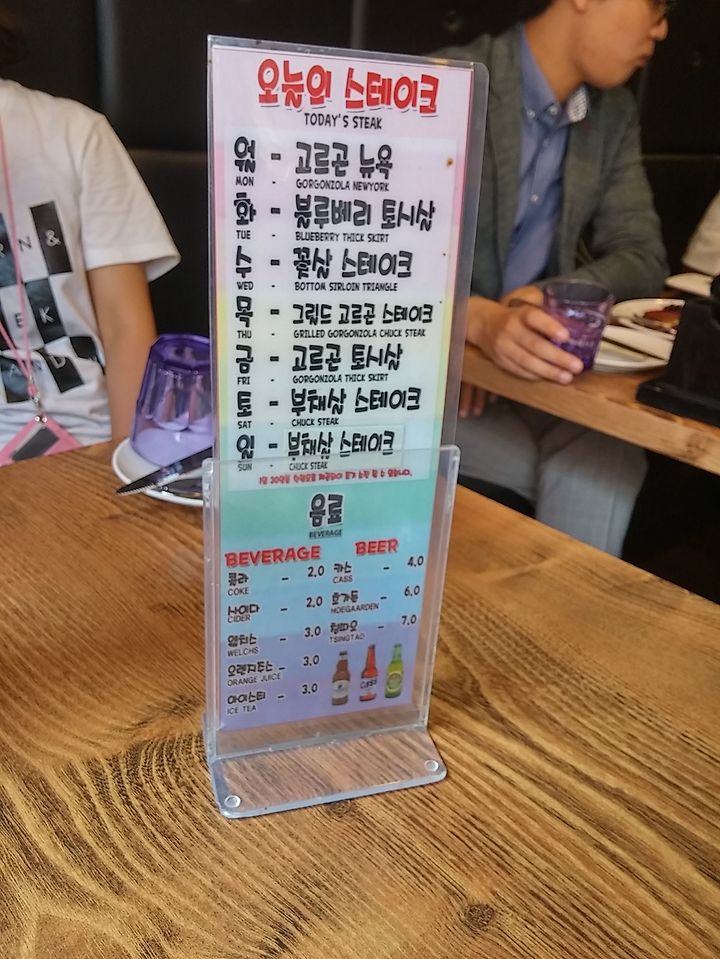 오늘의 스테이크
TODAY'S STEAK
월 - 고르곤 뉴욕
MON - GORGONZOLA NEWYORK
화 - 블루베리 토시살
TUE - BLUEBERRY THICK SKIRT
수 - 꽃살 스테이크
WED - BOTTOM SIRLOIN TRIANGLE
목 - 그릴드 고르곤 스테이크
THU - GRILLED GORGONZOLA CHUCK STEAK
금 - 고르곤 토시살
FRI - GORGONZOLA THICK SKIRT
토 - 부채살 스테이크
SAT - CHUCK STEAK
일 - 부채살 스테이크
SUN - CHUCK STEAK
음료
BEVERAGE
BEVERAGE
콜라 - 2.0
COKE
사이다 - 2.0
CIDER
웰치스 - 3.0
WELCHS
오렌지주스 - 3.0
ORANGE JUICE
아이스티 - 3.0
ICE TEA
BEER
카스 - 4.0
CASS
호가든 - 6.0
HOEGAARDEN
칭따오 - 7.0
TSINGTAO